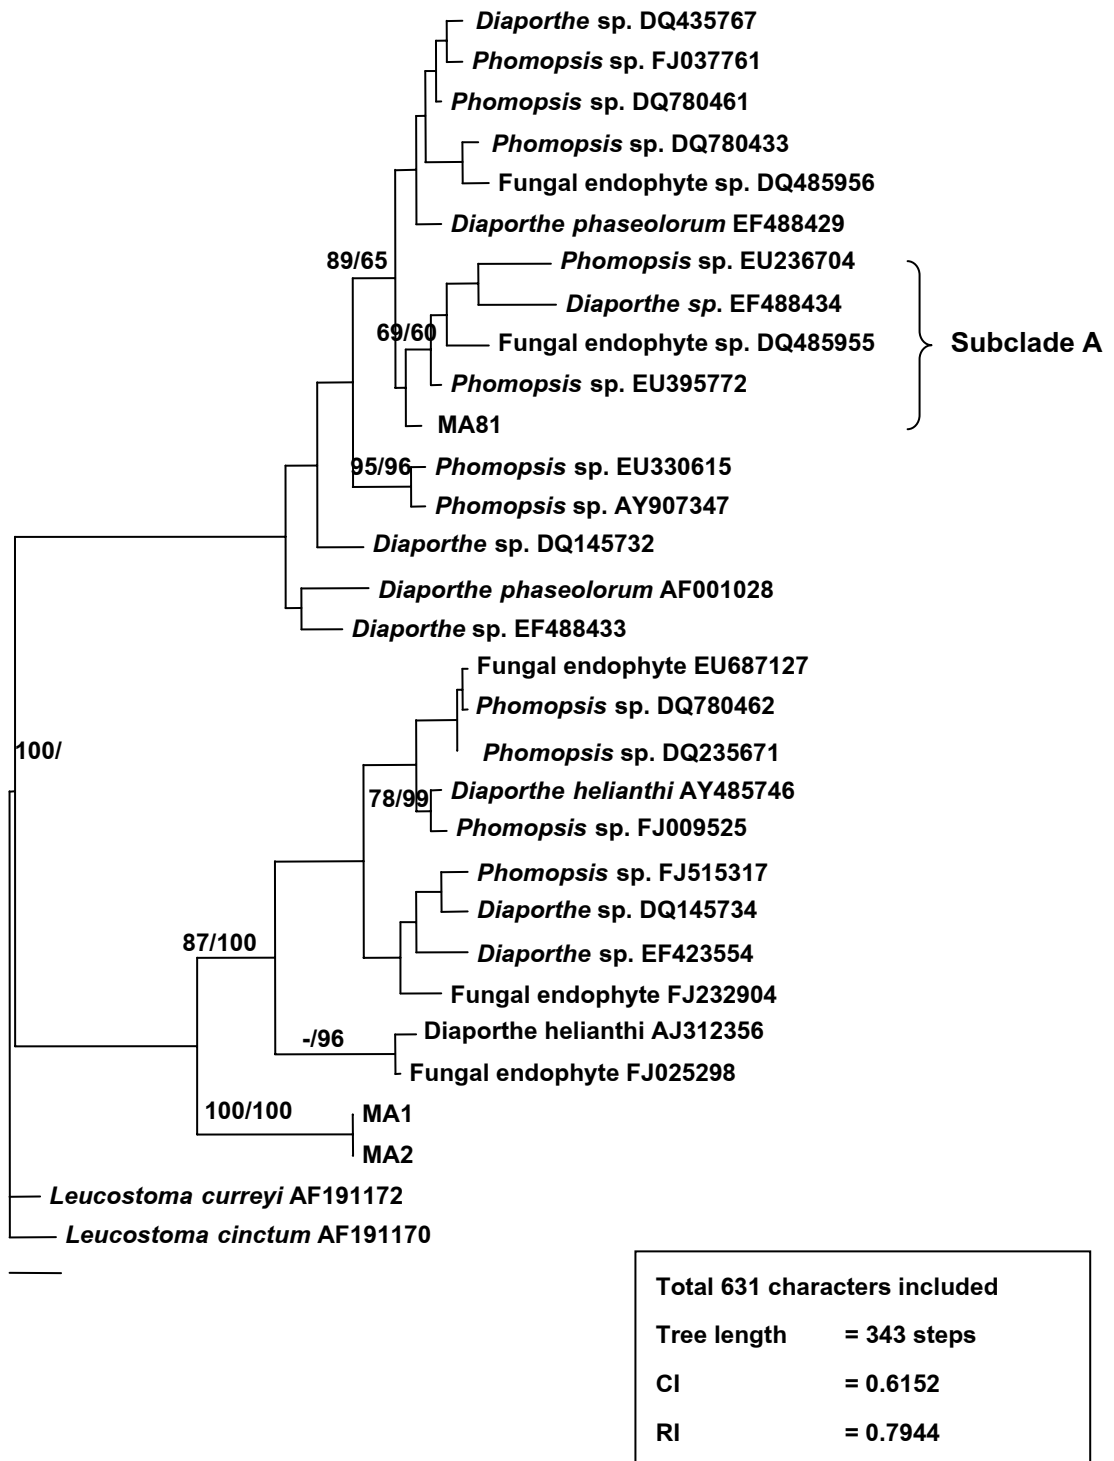 Diaporthe sp. DQ435767
Phomopsis sp. FJ037761
Phomopsis sp. DQ780461
Phomopsis sp. DQ780433
Fungal endophyte sp. DQ485956
Diaporthe phaseolorum EF488429
89/65
Phomopsis sp. EU236704
Diaporthe sp. EF488434
69/60
Fungal endophyte sp. DQ485955
Subclade A
Phomopsis sp. EU395772
MA81
95/96
Phomopsis sp. EU330615
Phomopsis sp. AY907347
Diaporthe sp. DQ145732
Diaporthe phaseolorum AF001028
Diaporthe sp. EF488433
Fungal endophyte EU687127
Phomopsis sp. DQ780462
100/
Phomopsis sp. DQ235671
78/99
Diaporthe helianthi AY485746
Phomopsis sp. FJ009525
Phomopsis sp. FJ515317
Diaporthe sp. DQ145734
87/100
Diaporthe sp. EF423554
Fungal endophyte FJ232904
Diaporthe helianthi AJ312356
-/96
Fungal endophyte FJ025298
100/100
MA1
MA2
Leucostoma curreyi AF191172
Leucostoma cinctum AF191170
Total 631 characters included
Tree length = 343 steps
CI = 0.6152
RI = 0.7944